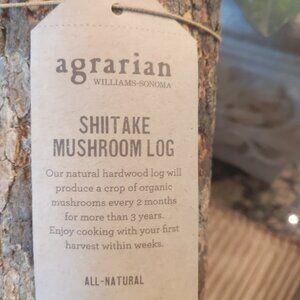 agrarian
WILLIAMS-SONOMA
SHIITAKE
MUSHROOM LOG
Our natural hardwood log will
produce a crop of organic
mushrooms every 2 months
for more than 3 years.
Enjoy cooking with your first
harvest within weeks.
ALL-NATURAL